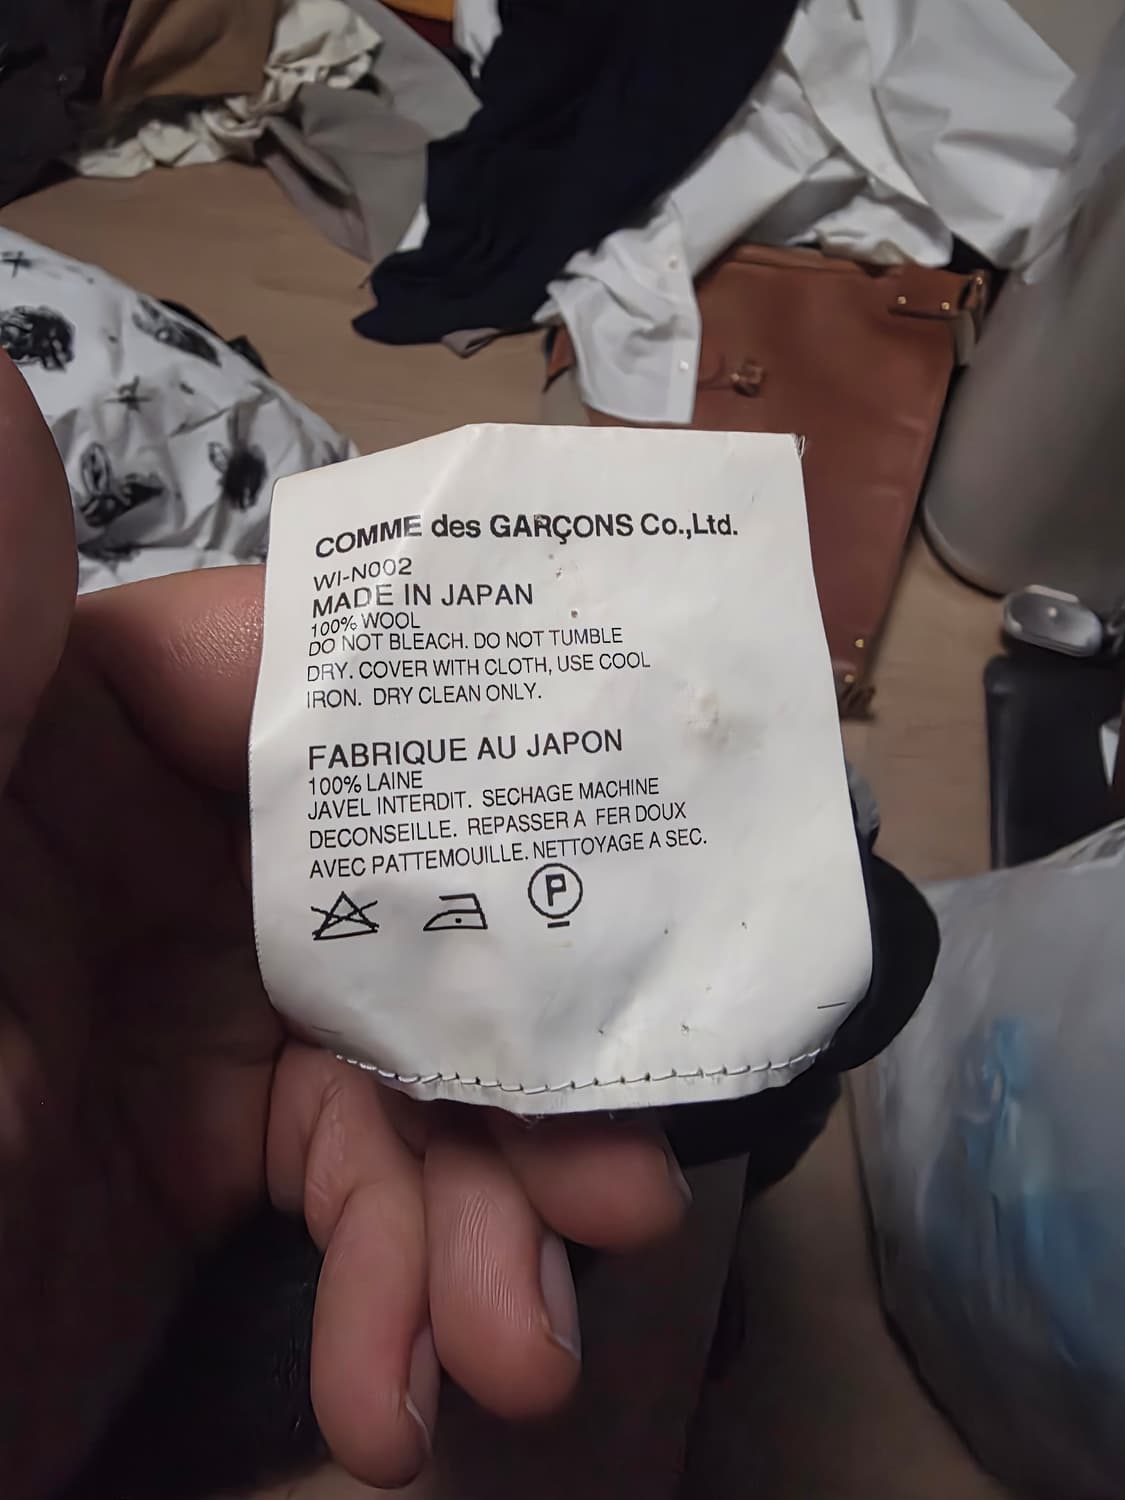 COMME des GARÇONS Co.,Ltd.
WI-N002
MADE IN JAPAN
100% WOOL
DO NOT BLEACH. DO NOT TUMBLE
DRY. COVER WITH CLOTH, USE COOL
IRON. DRY CLEAN ONLY.
FABRIQUE AU JAPON
100% LAINE
JAVEL INTERDIT. SECHAGE MACHINE
DECONSEILLE. REPASSER A FER DOUX
AVEC PATTEMOUILLE. NETTOYAGE A SEC.
P